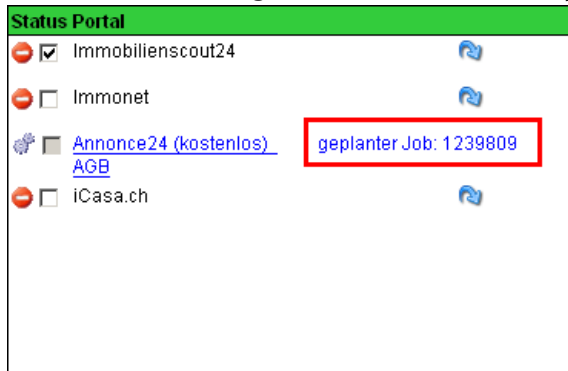 Status Portal
Immobilienscout24
Immonet
Annonce24 (kostenlos) geplanter Job: 1239809
AGB
iCasa.ch